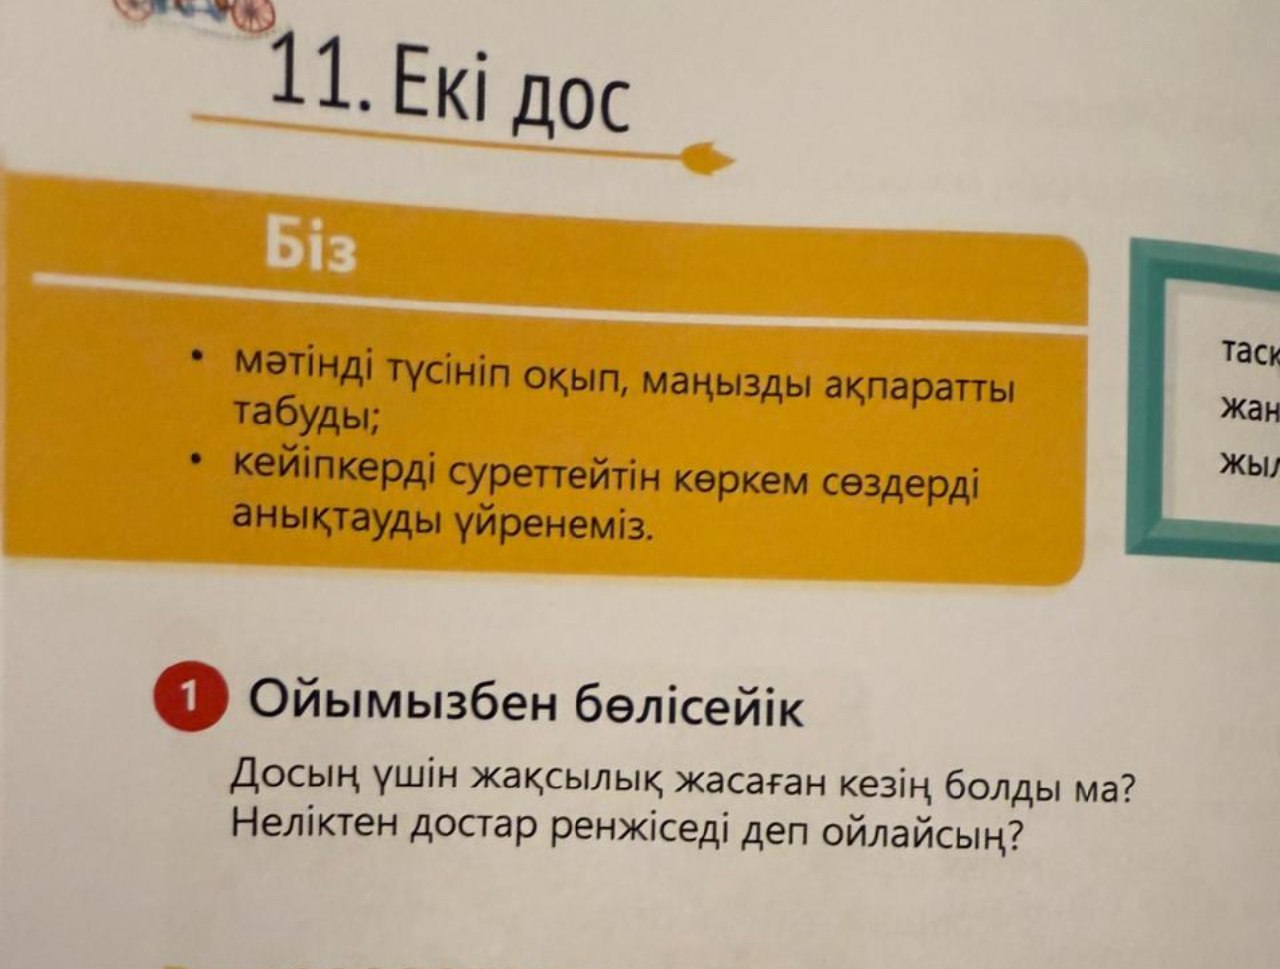 11. Екі дос
Біз
• мәтінді түсініп оқып, маңызды ақпаратты
табуды;
• кейіпкерді суреттейтін көркем сөздерді
анықтауды үйренеміз.
1 Ойымызбен бөлісейік
Досың үшін жақсылық жасаған кезің болды ма?
Неліктен достар ренжіседі деп ойлайсың?